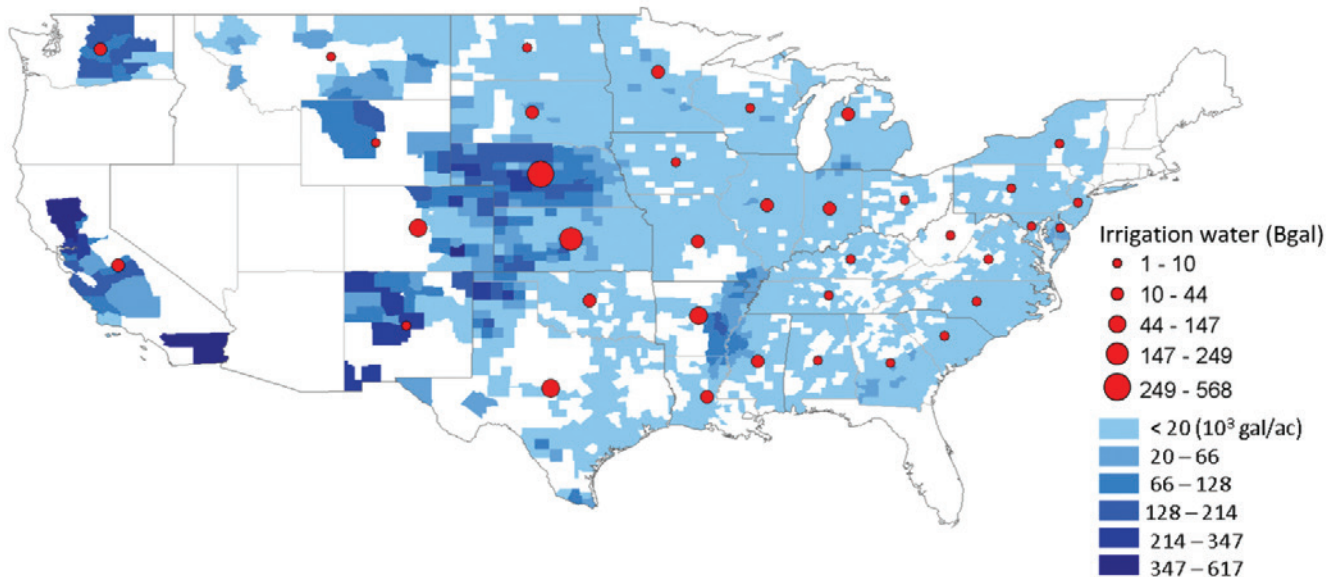 Irrigation water (Bgal)
1 - 10
10 - 44
44 - 147
147 - 249
249 - 568
< 20 (10³ gal/ac)
20 – 66
66 – 128
128 – 214
214 – 347
347 – 617